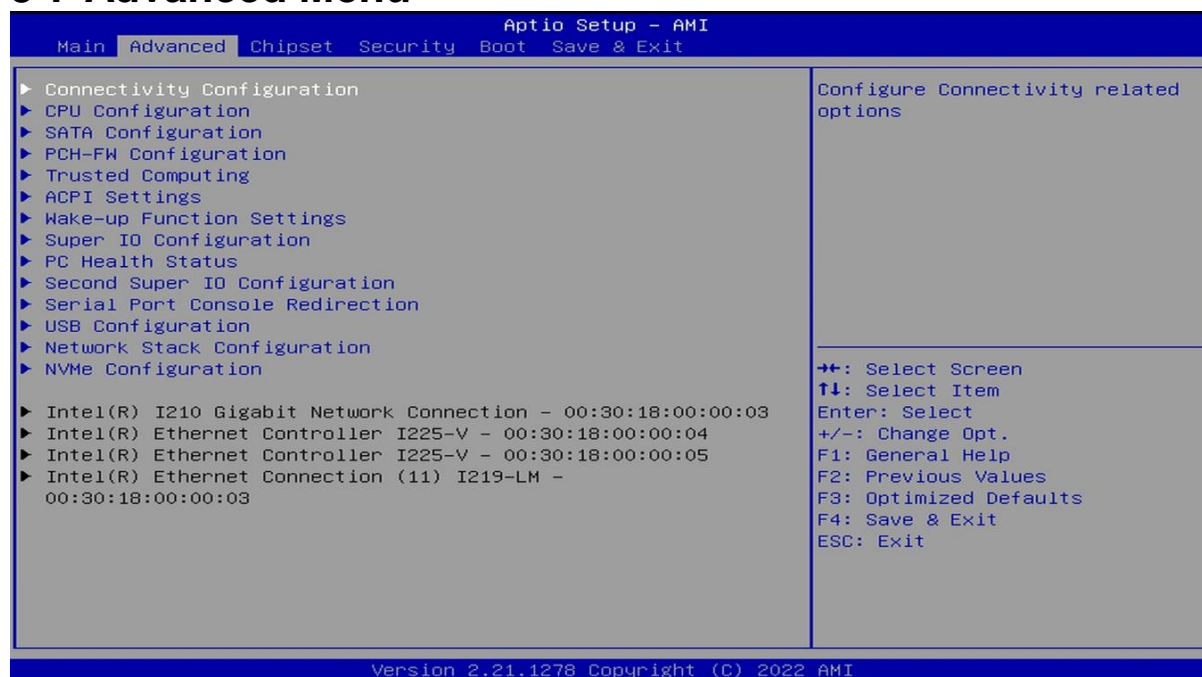 Advanced Menu
Aptio Setup – AMI
Main Advanced Chipset Security Boot Save & Exit
► Connectivity Configuration
► CPU Configuration
► SATA Configuration
► PCH-FW Configuration
► Trusted Computing
► ACPI Settings
► Wake-up Function Settings
► Super IO Configuration
► PC Health Status
► Second Super IO Configuration
► Serial Port Console Redirection
► USB Configuration
► Network Stack Configuration
► NVMe Configuration
► Intel(R) I210 Gigabit Network Connection – 00:30:18:00:00:03
► Intel(R) Ethernet Controller I225-V – 00:30:18:00:00:04
► Intel(R) Ethernet Controller I225-V – 00:30:18:00:00:05
► Intel(R) Ethernet Connection (11) I219-LM –
00:30:18:00:00:03
Configure Connectivity related
options
→←: Select Screen
↑↓: Select Item
Enter: Select
+/-: Change Opt.
F1: General Help
F2: Previous Values
F3: Optimized Defaults
F4: Save & Exit
ESC: Exit
Version 2.21.1278 Copyright (C) 2022 AMI